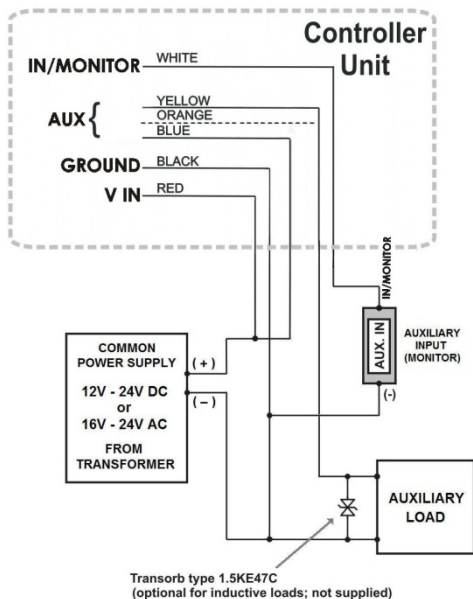 Controller
Unit
IN/MONITOR
WHITE
YELLOW
AUX {
ORANGE
BLUE
GROUND
BLACK
V IN
RED
IN/MONITOR
AUX. IN
AUXILIARY
INPUT
(MONITOR)
(-)
COMMON
POWER SUPPLY
12V - 24V DC
or
16V - 24V AC
FROM
TRANSFORMER
(+)
(−)
AUXILIARY
LOAD
Transorb type 1.5KE47C
(optional for inductive loads; not supplied)